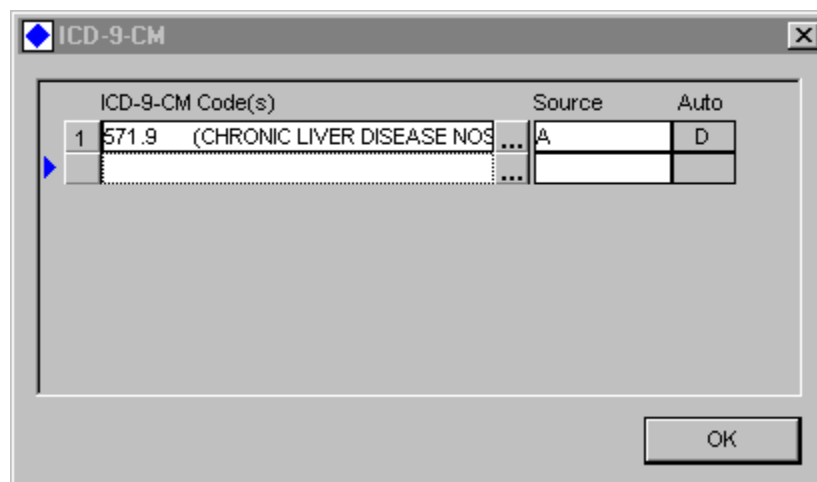 ICD-9-CM
ICD-9-CM Code(s) Source Auto
1 571.9 (CHRONIC LIVER DISEASE NOS ... A D
...
OK